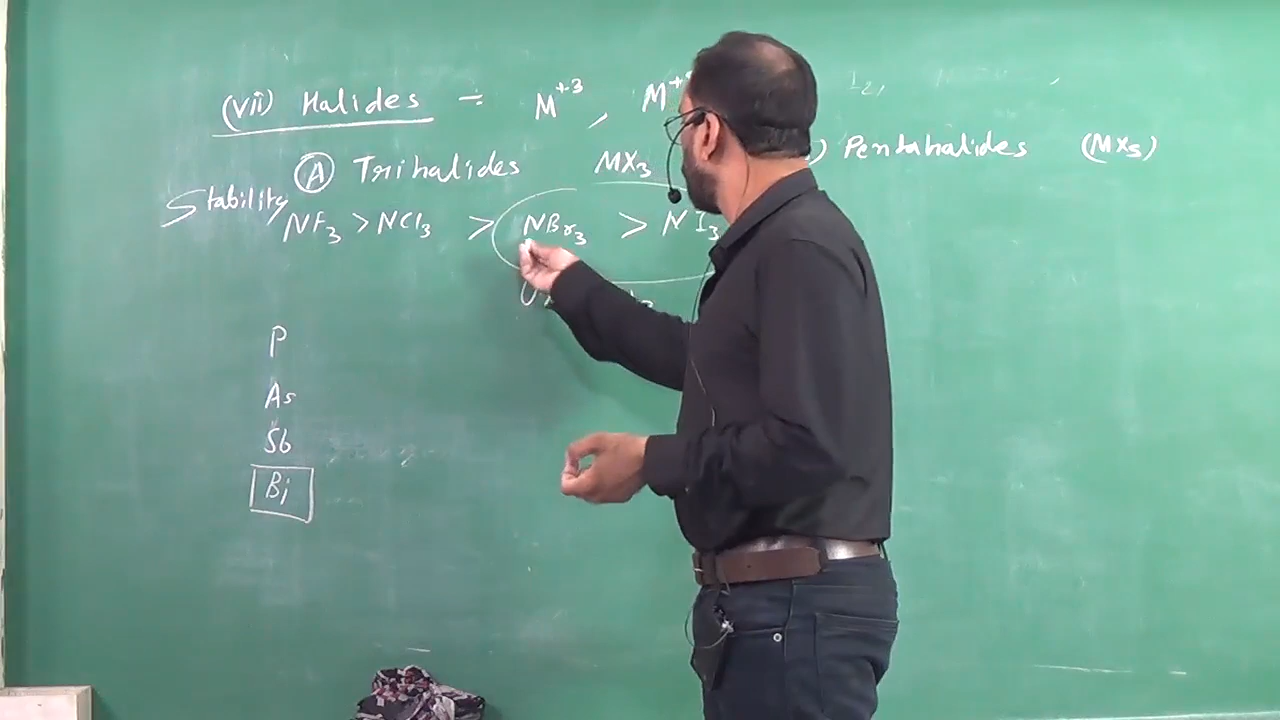 (vii) Halides ÷ M⁺³, M⁺
(A) Trihalides MX₃ ) Pentahalides (MX₅)
Stability NF₃ > NCl₃ > NBr₃ > NI₃
P
As
Sb
Bi